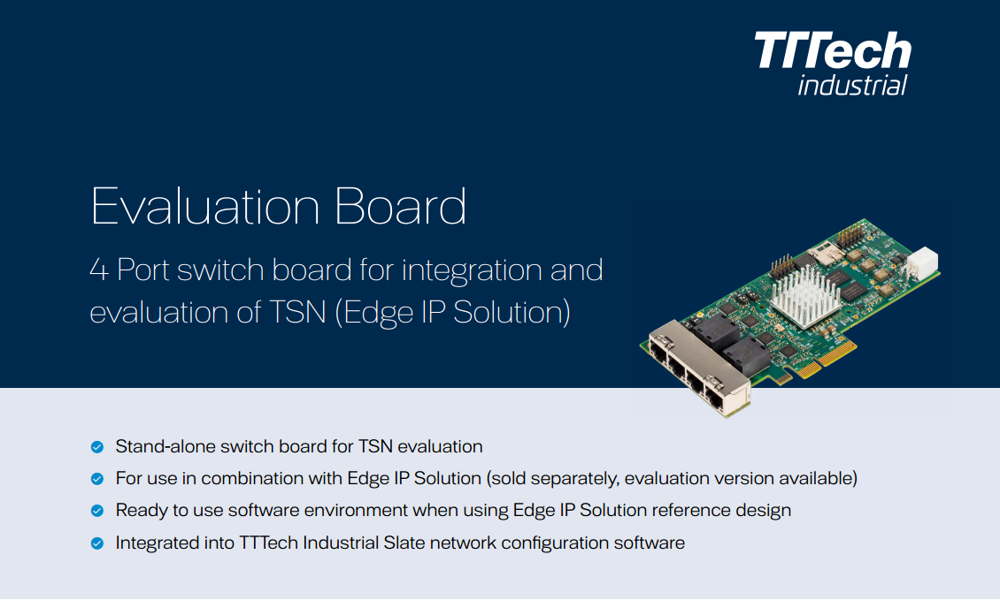 TTTech
industrial
Evaluation Board
4 Port switch board for integration and
evaluation of TSN (Edge IP Solution)
Stand-alone switch board for TSN evaluation
For use in combination with Edge IP Solution (sold separately, evaluation version available)
Ready to use software environment when using Edge IP Solution reference design
Integrated into TTTech Industrial Slate network configuration software